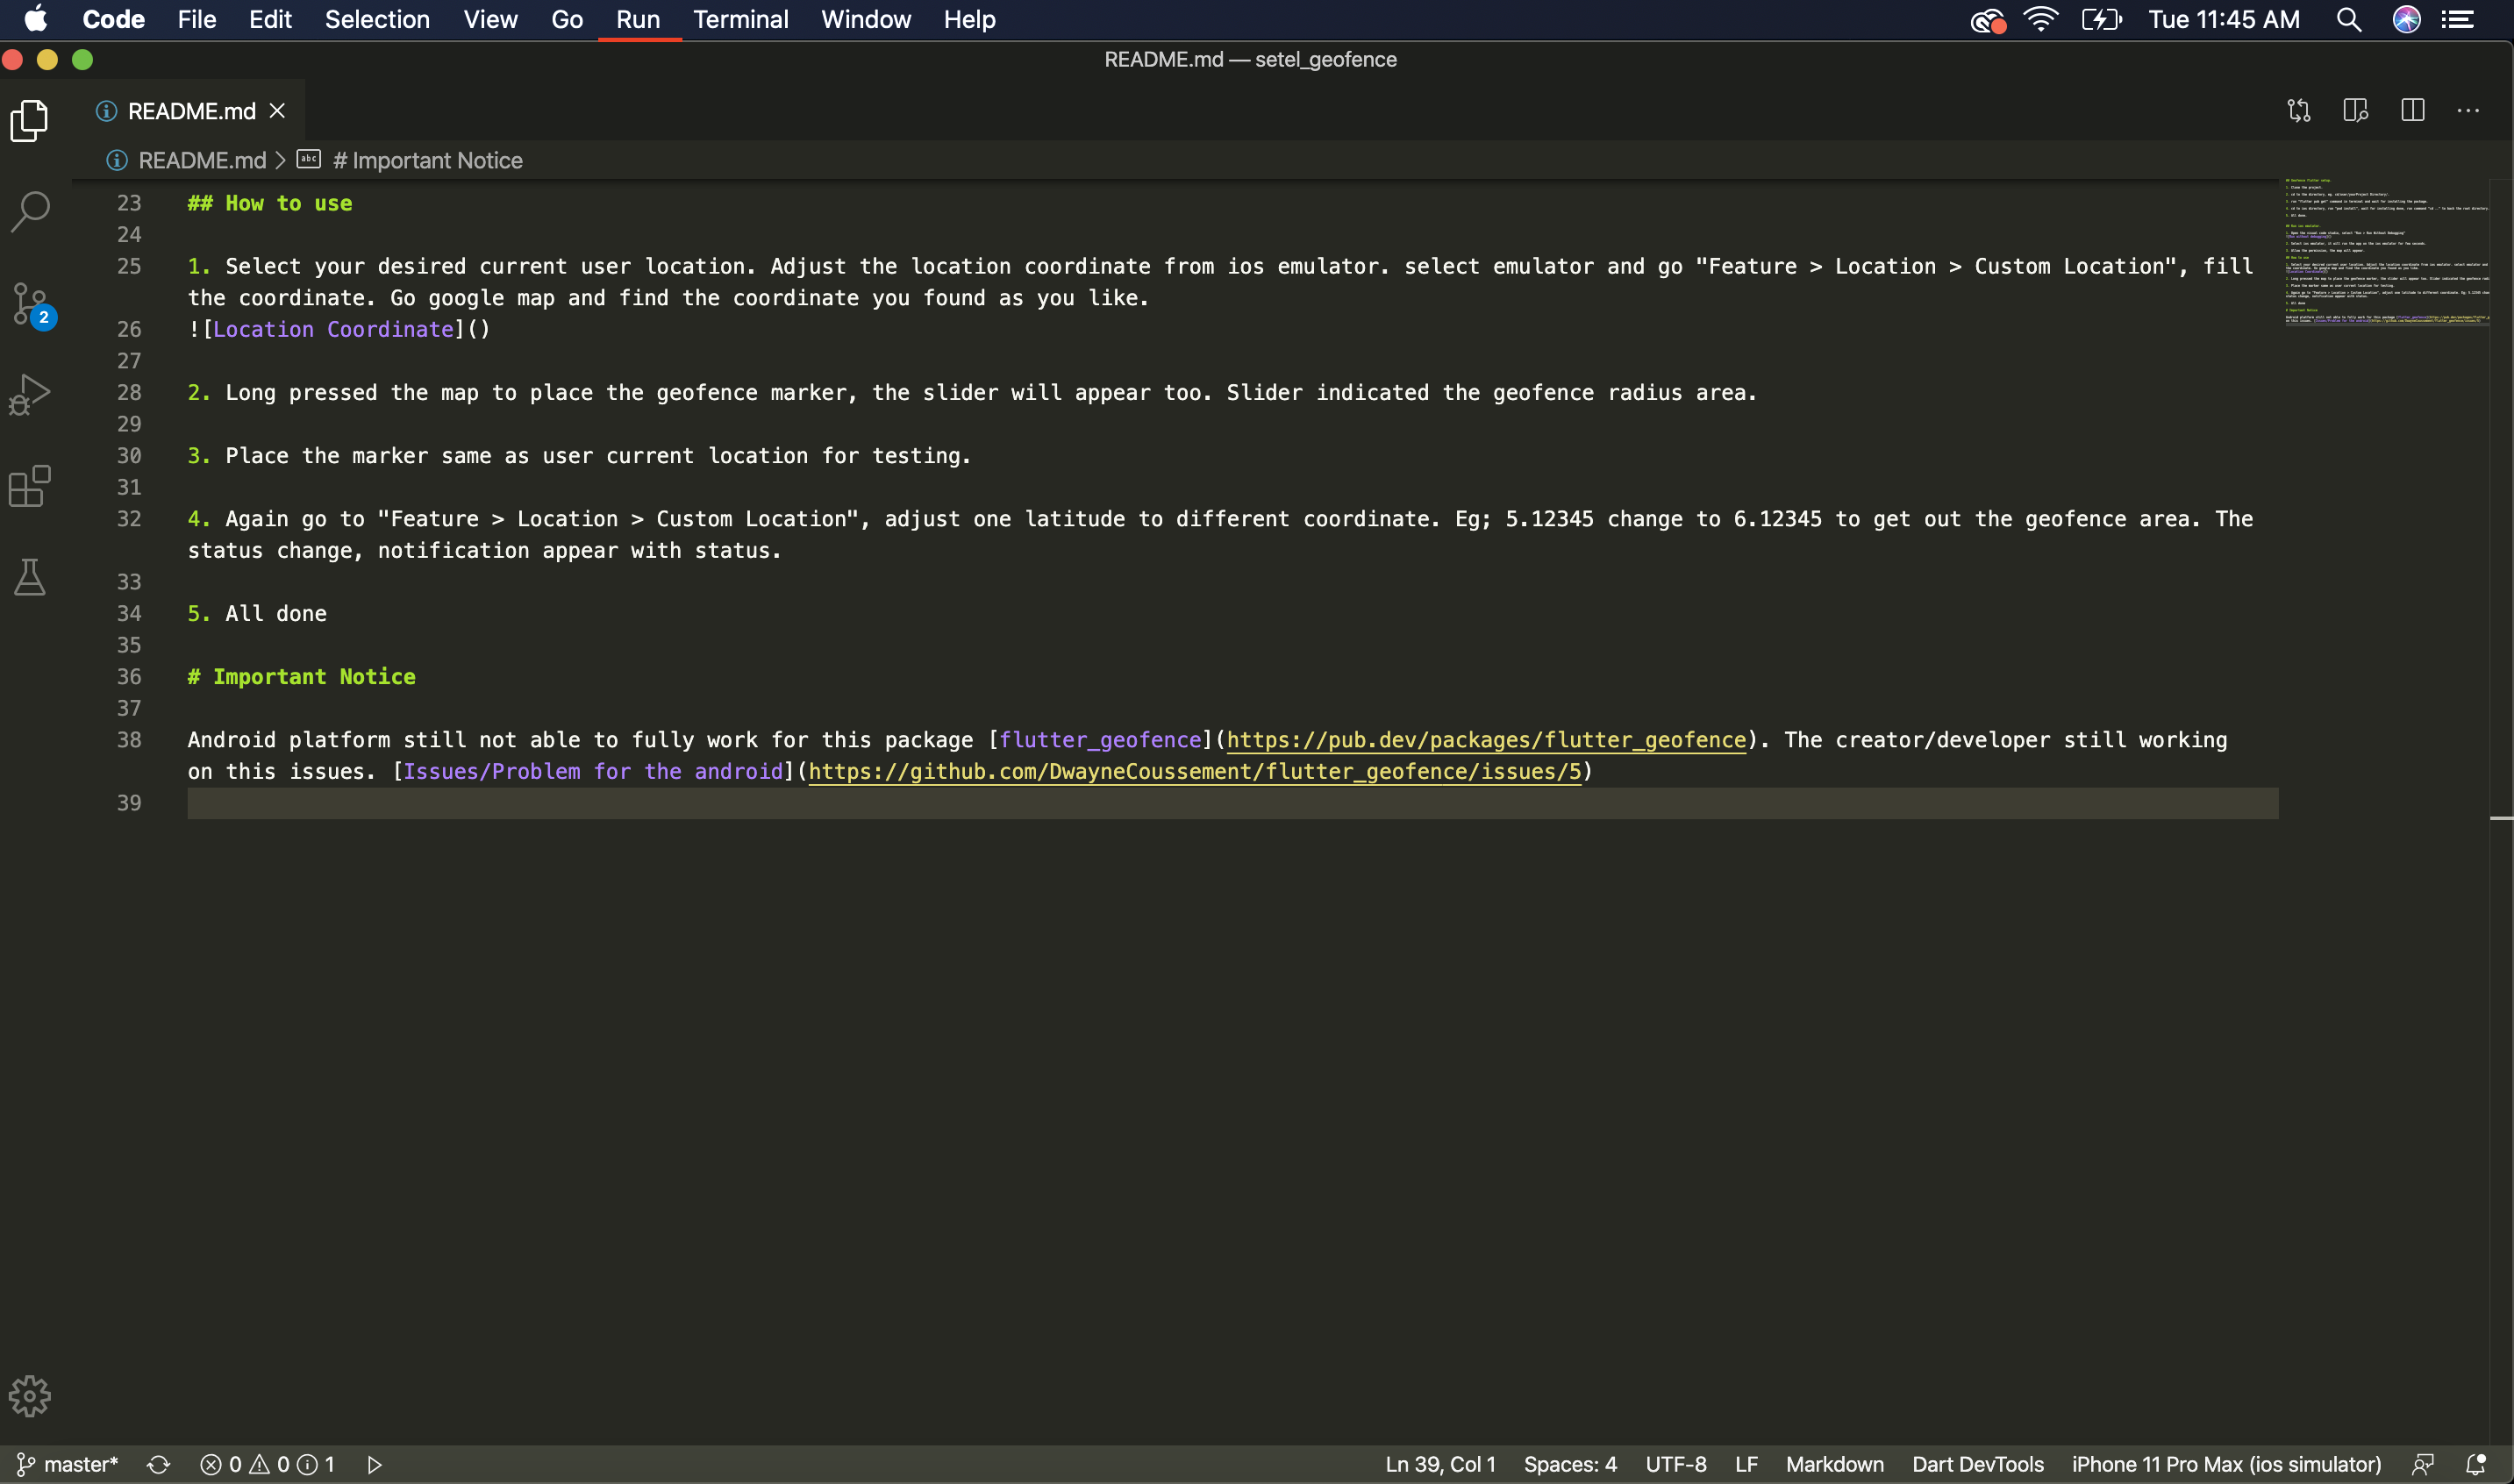 Code File Edit Selection View Go Run Terminal Window Help Tue 11:45 AM
README.md — setel_geofence
README.md
README.md > abc # Important Notice
23 ## How to use
24
25 1. Select your desired current user location. Adjust the location coordinate from ios emulator. select emulator and go "Feature > Location > Custom Location", fill
the coordinate. Go google map and find the coordinate you found as you like.
26 ![Location Coordinate]()
27
28 2. Long pressed the map to place the geofence marker, the slider will appear too. Slider indicated the geofence radius area.
29
30 3. Place the marker same as user current location for testing.
31
32 4. Again go to "Feature > Location > Custom Location", adjust one latitude to different coordinate. Eg; 5.12345 change to 6.12345 to get out the geofence area. The
status change, notification appear with status.
33
34 5. All done
35
36 # Important Notice
37
38 Android platform still not able to fully work for this package [flutter_geofence](https://pub.dev/packages/flutter_geofence). The creator/developer still working
on this issues. [Issues/Problem for the android](https://github.com/DwayneCoussement/flutter_geofence/issues/5)
39
2
master* 0 0 1 Ln 39, Col 1 Spaces: 4 UTF-8 LF Markdown Dart DevTools iPhone 11 Pro Max (ios simulator)